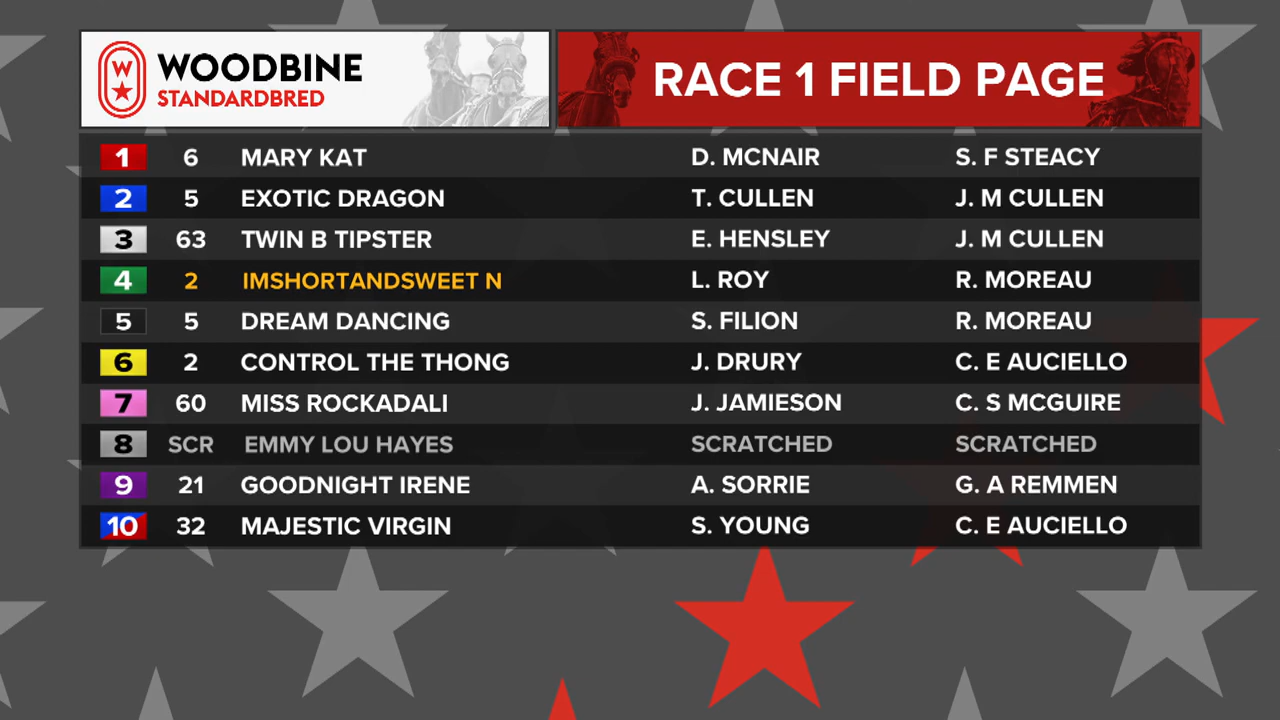 W WOODBINE
STANDARDBRED
RACE 1 FIELD PAGE
1 6 MARY KAT D. MCNAIR S. F STEACY
2 5 EXOTIC DRAGON T. CULLEN J. M CULLEN
3 63 TWIN B TIPSTER E. HENSLEY J. M CULLEN
4 2 IMSHORTANDSWEET N L. ROY R. MOREAU
5 5 DREAM DANCING S. FILION R. MOREAU
6 2 CONTROL THE THONG J. DRURY C. E AUCIELLO
7 60 MISS ROCKADALI J. JAMIESON C. S MCGUIRE
8 SCR EMMY LOU HAYES SCRATCHED SCRATCHED
9 21 GOODNIGHT IRENE A. SORRIE G. A REMMEN
10 32 MAJESTIC VIRGIN S. YOUNG C. E AUCIELLO